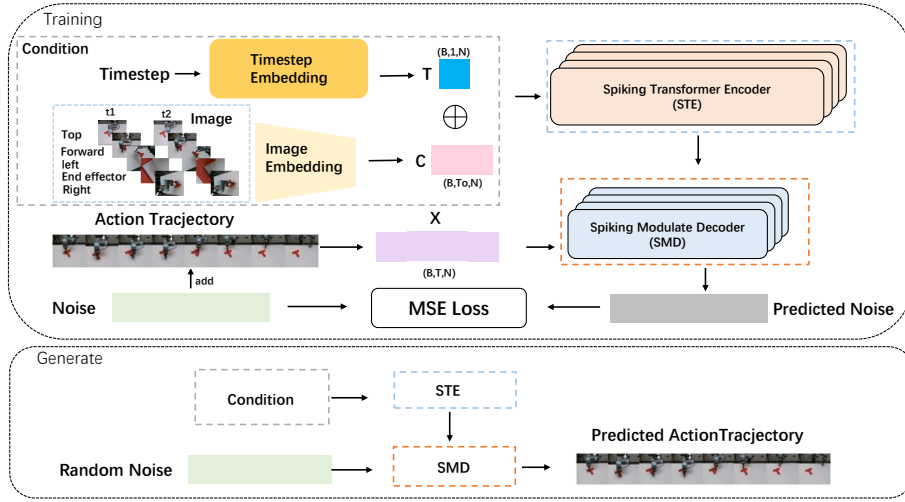 Training
Condition
Timestep
Timestep
Embedding
T
(B,1,N)
t1
t2
Image
Top
Forward
left
End effector
Right
Image
Embedding
C
(B,To,N)
Spiking Transformer Encoder
(STE)
Action Tracjectory
X
(B,T,N)
Spiking Modulate Decoder
(SMD)
add
Noise
MSE Loss
Predicted Noise
Generate
Condition
STE
Random Noise
SMD
Predicted ActionTracjectory